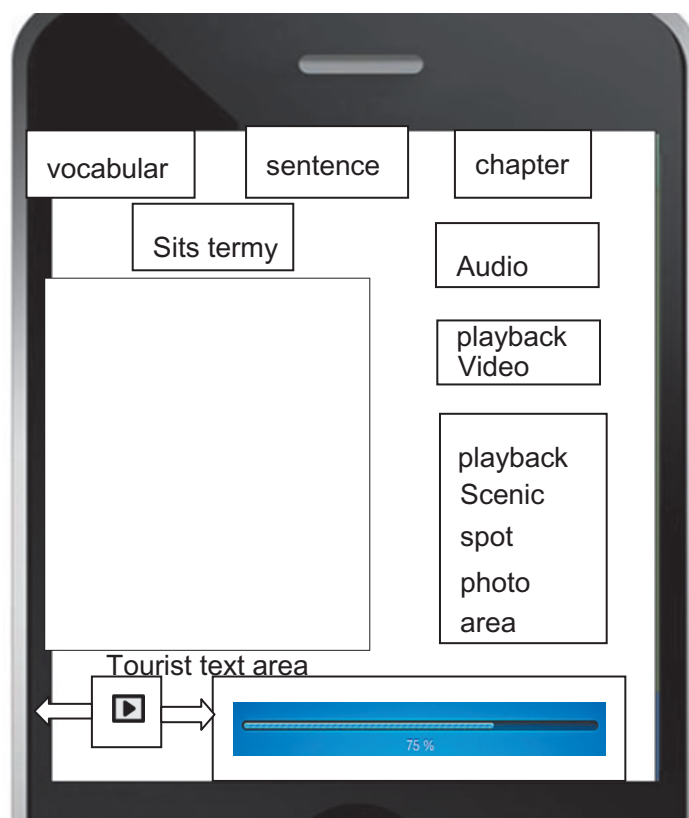 vocabular
sentence
chapter
Sits termy
Audio
playback
Video
playback
Scenic
spot
photo
area
Tourist text area
75 %